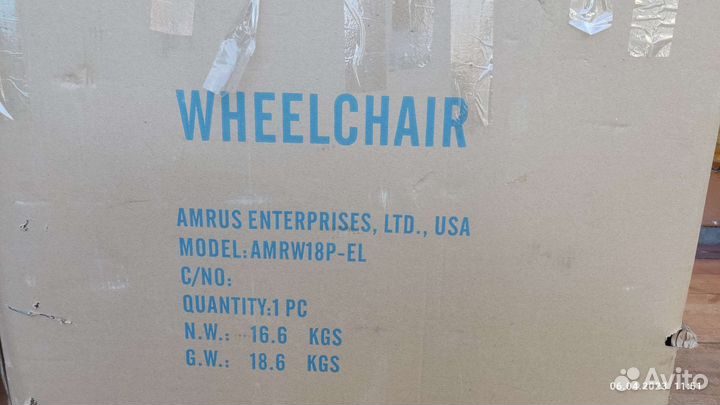 WHEELCHAIR
AMRUS ENTERPRISES, LTD., USA
MODEL:AMRW18P-EL
C/NO:
QUANTITY:1 PC
N.W.: 16.6 KGS
G.W.: 18.6 KGS
Avito
06.04.2023 11:51